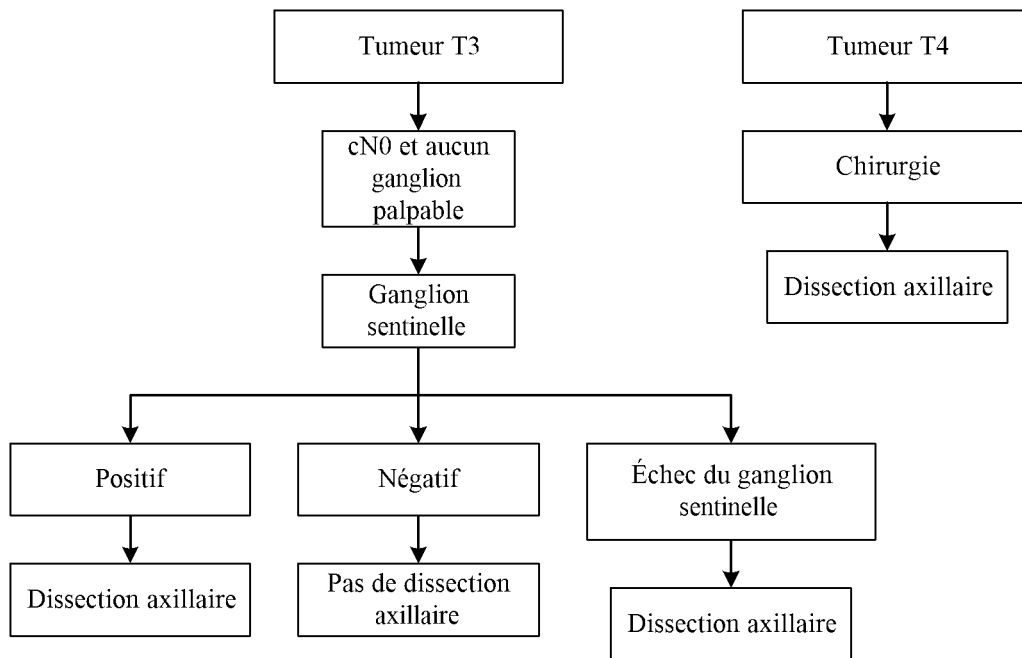 Tumeur T3
cN0 et aucun
ganglion
palpable
Ganglion
sentinelle
Positif
Dissection axillaire
Négatif
Pas de dissection
axillaire
Échec du ganglion
sentinelle
Dissection axillaire
Tumeur T4
Chirurgie
Dissection axillaire